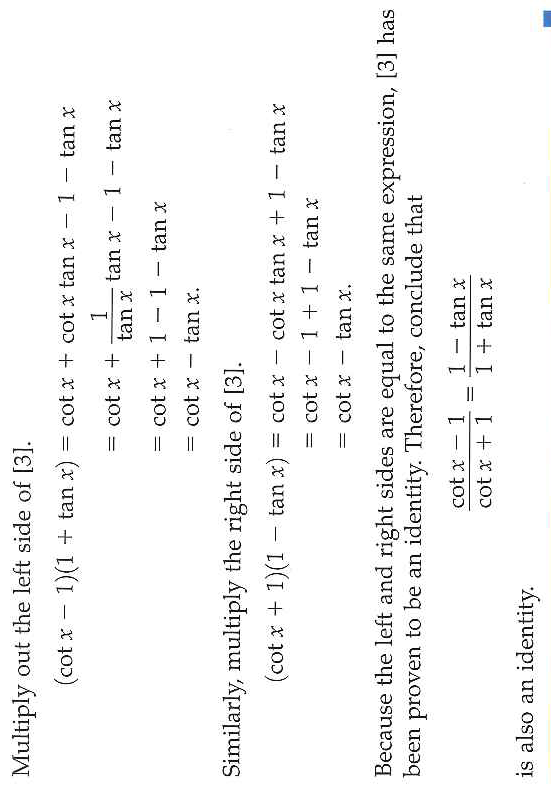 Multiply out the left side of [3].
(cot x − 1)(1 + tan x) = cot x + cot x tan x − 1 − tan x
= cot x + 1/tan x tan x − 1 − tan x
= cot x + 1 − 1 − tan x
= cot x − tan x.
Similarly, multiply the right side of [3].
(cot x + 1)(1 − tan x) = cot x − cot x tan x + 1 − tan x
= cot x − 1 + 1 − tan x
= cot x − tan x.
Because the left and right sides are equal to the same expression, [3] has
been proven to be an identity. Therefore, conclude that
cot x − 1 / cot x + 1 = 1 − tan x / 1 + tan x
is also an identity.